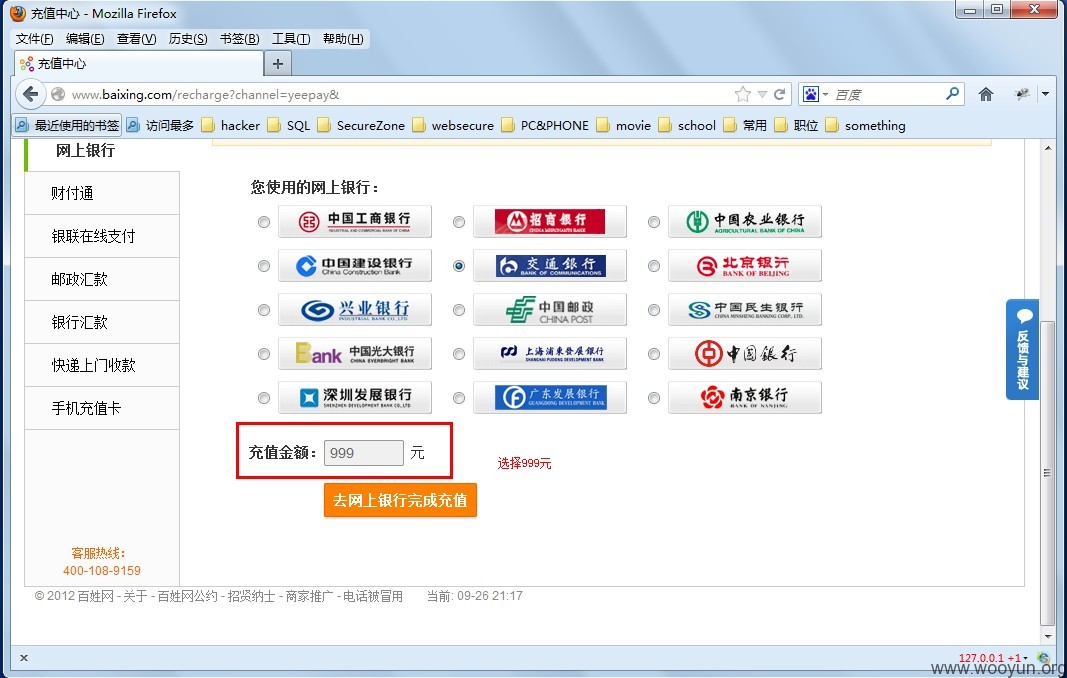 充值中心 - Mozilla Firefox
文件(F) 编辑(E) 查看(V) 历史(S) 书签(B) 工具(T) 帮助(H)
充值中心
www.baixing.com/recharge?channel=yeepay& 百度
最近使用的书签 访问最多 hacker SQL SecureZone websecure PC&PHONE movie school 常用 职位 something
网上银行
财付通
银联在线支付
邮政汇款
银行汇款
快递上门收款
手机充值卡
客服热线:
400-108-9159
您使用的网上银行:
中国工商银行 INDUSTRIAL AND COMMERCIAL BANK OF CHINA
招商银行 CHINA MERCHANTS BANK
中国农业银行 AGRICULTURAL BANK OF CHINA
中国建设银行 China Construction Bank
交通银行 BANK OF COMMUNICATIONS
北京银行 BANK OF BEIJING
兴业银行 INDUSTRIAL BANK CO.,LTD.
中国邮政 CHINA POST
中国民生银行 CHINA MINSHENG BANKING CORP., LTD.
Bank 中国光大银行 CHINA EVERBRIGHT BANK
上海浦东發展銀行 SHANGHAI PUDONG DEVELOPMENT BANK
中国銀行
深圳发展银行 SHENZHEN DEVELOPMENT BANK CO.,LTD
广东发展银行 GUANGDONG DEVELOPMENT BANK
南京银行 BANK OF NANJING
充值金额: 999 元
选择999元
去网上银行完成充值
反馈与建议
© 2012 百姓网 - 关于 - 百姓网公约 - 招贤纳士 - 商家推广 - 电话被冒用 当前: 09-26 21:17
x
127.0.0.1 +1
www.wooyun.org